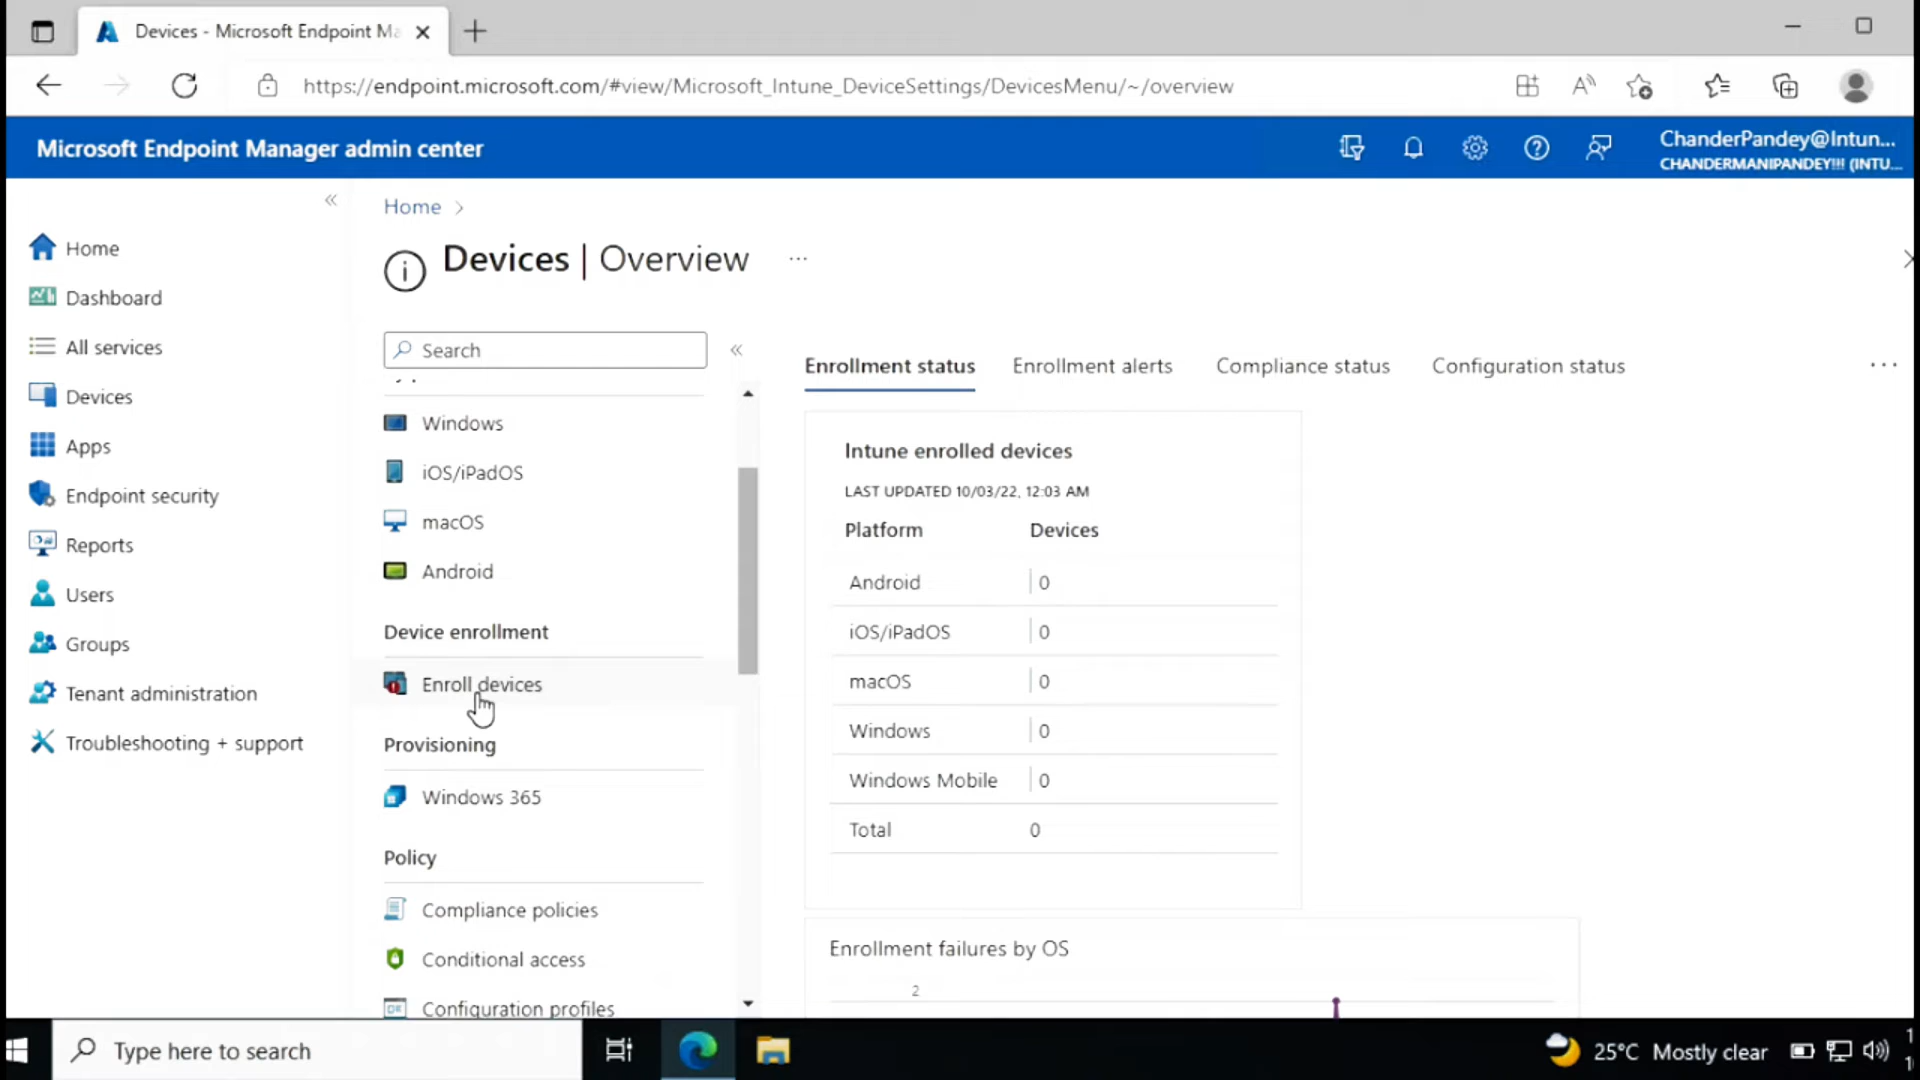 Devices - Microsoft Endpoint Ma
https://endpoint.microsoft.com/#view/Microsoft_Intune_DeviceSettings/DevicesMenu/~/overview
Microsoft Endpoint Manager admin center
ChanderPandey@Intun...
CHANDERMANIPANDEY!!! (INTU...
Home
Dashboard
All services
Devices
Apps
Endpoint security
Reports
Users
Groups
Tenant administration
Troubleshooting + support
Home >
Devices | Overview ...
Search
Windows
iOS/iPadOS
macOS
Android
Device enrollment
Enroll devices
Provisioning
Windows 365
Policy
Compliance policies
Conditional access
Configuration profiles
Enrollment status Enrollment alerts Compliance status Configuration status ...
Intune enrolled devices
LAST UPDATED 10/03/22, 12:03 AM
Platform Devices
Android 0
iOS/iPadOS 0
macOS 0
Windows 0
Windows Mobile 0
Total 0
Enrollment failures by OS
2
Type here to search
25°C Mostly clear